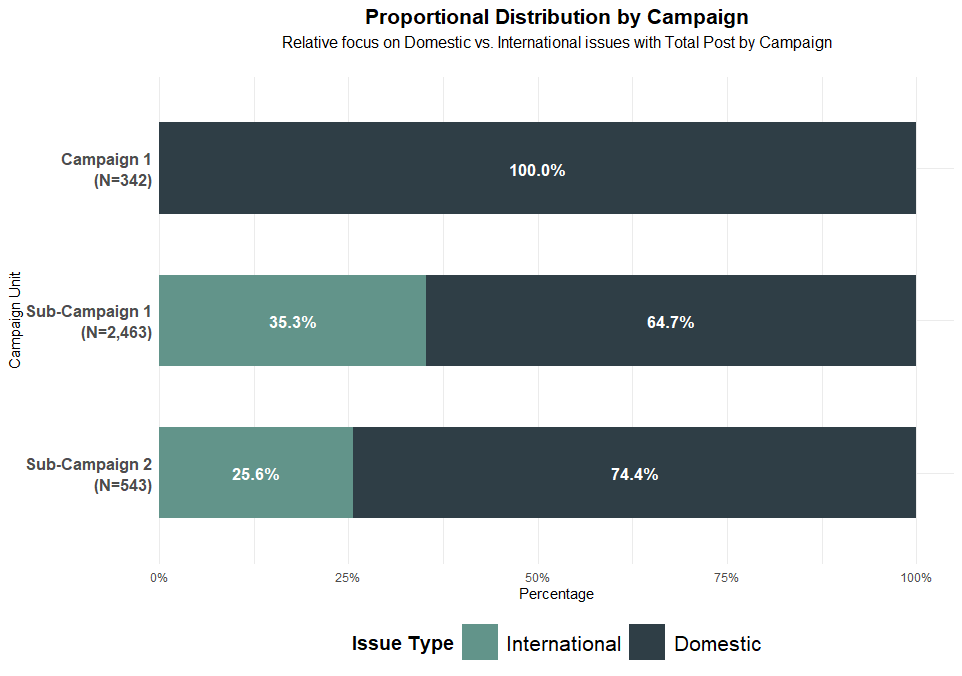 Proportional Distribution by Campaign
Relative focus on Domestic vs. International issues with Total Post by Campaign
Campaign Unit
Campaign 1
(N=342)
100.0%
Sub-Campaign 1
(N=2,463)
35.3%
64.7%
Sub-Campaign 2
(N=543)
25.6%
74.4%
0%
25%
50%
75%
100%
Percentage
Issue Type
International
Domestic